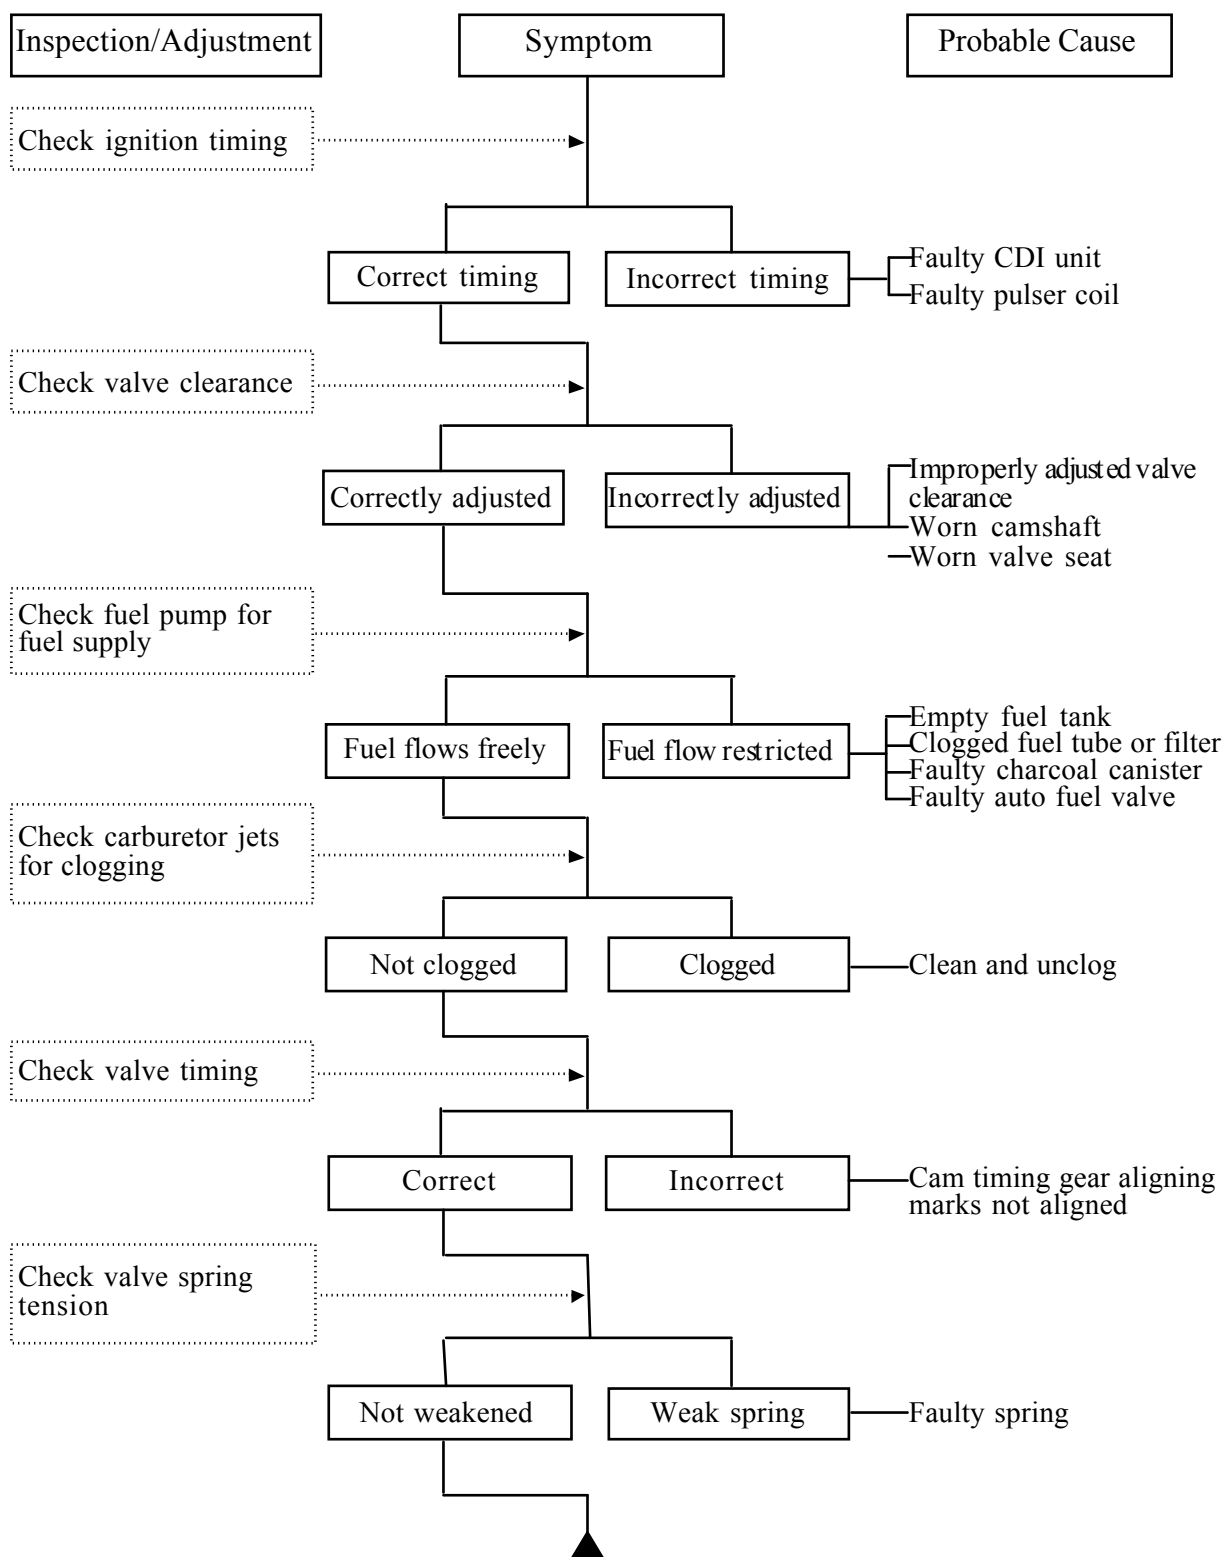 Inspection/Adjustment
Symptom
Probable Cause
Check ignition timing
Correct timing
Incorrect timing
Faulty CDI unit
Faulty pulser coil
Check valve clearance
Correctly adjusted
Incorrectly adjusted
Improperly adjusted valve
clearance
Worn camshaft
Worn valve seat
Check fuel pump for
fuel supply
Fuel flows freely
Fuel flow restricted
Empty fuel tank
Clogged fuel tube or filter
Faulty charcoal canister
Faulty auto fuel valve
Check carburetor jets
for clogging
Not clogged
Clogged
Clean and unclog
Check valve timing
Correct
Incorrect
Cam timing gear aligning
marks not aligned
Check valve spring
tension
Not weakened
Weak spring
Faulty spring